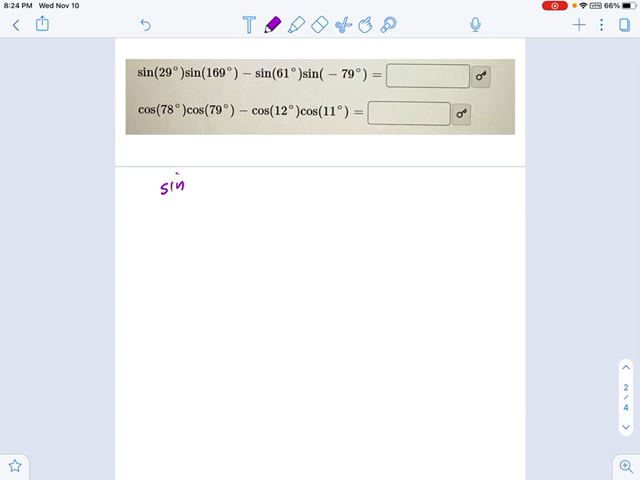 8:24 PM Wed Nov 10
66%
T
VPN
sin(29°)sin(169°) − sin(61°)sin( − 79°) =
cos(78°)cos(79°) − cos(12°)cos(11°) =
sin
2
/
4